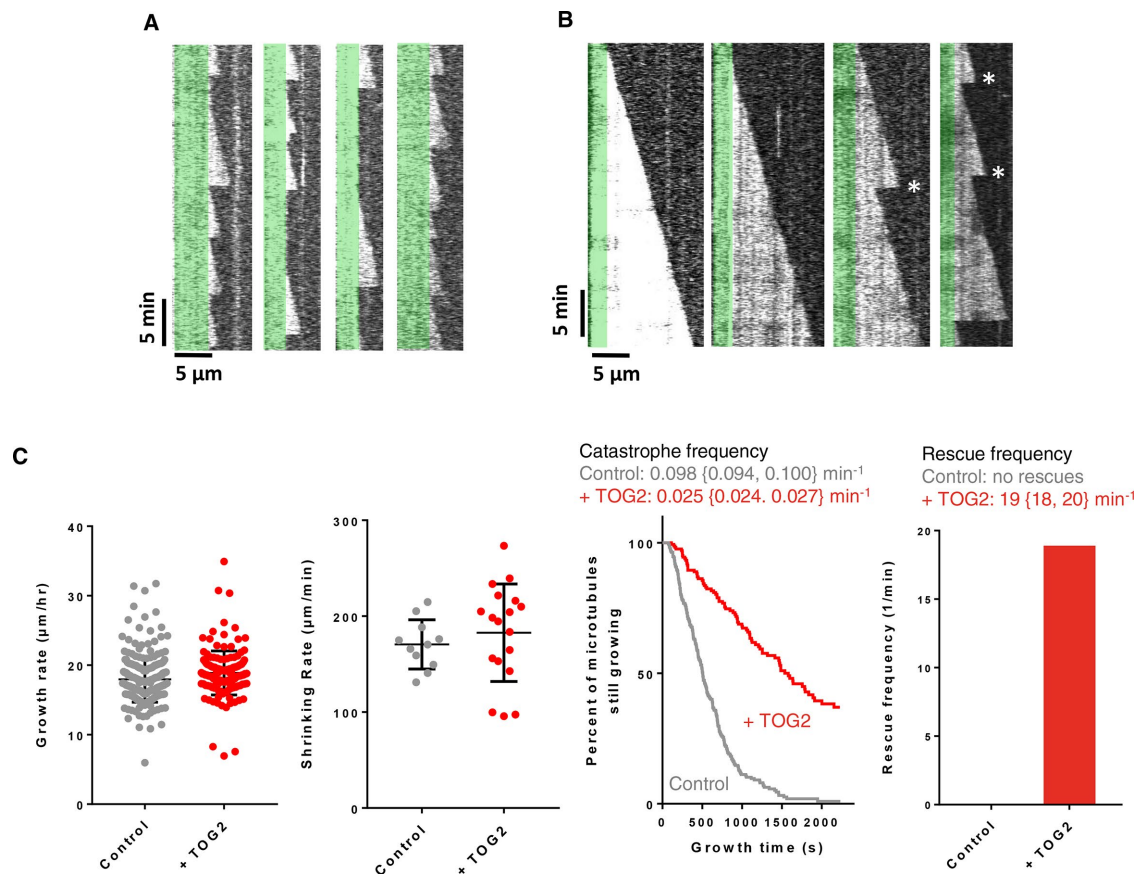 A
B
5 min
5 µm
5 min
5 µm
*
*
*
C
Catastrophe frequency
Control: 0.098 {0.094, 0.100} min-1
+ TOG2: 0.025 {0.024. 0.027} min-1
Rescue frequency
Control: no rescues
+ TOG2: 19 {18, 20} min-1
Growth rate (µm/hr)
40
30
20
10
0
Control
+ TOG2
Shrinking Rate (µm/min)
300
200
100
0
Control
+ TOG2
Percent of microtubules
still growing
100
50
0
+ TOG2
Control
0 500 1000 1500 2000
Growth time (s)
Rescue frequency (1/min)
20
15
10
5
0
Control
+ TOG2